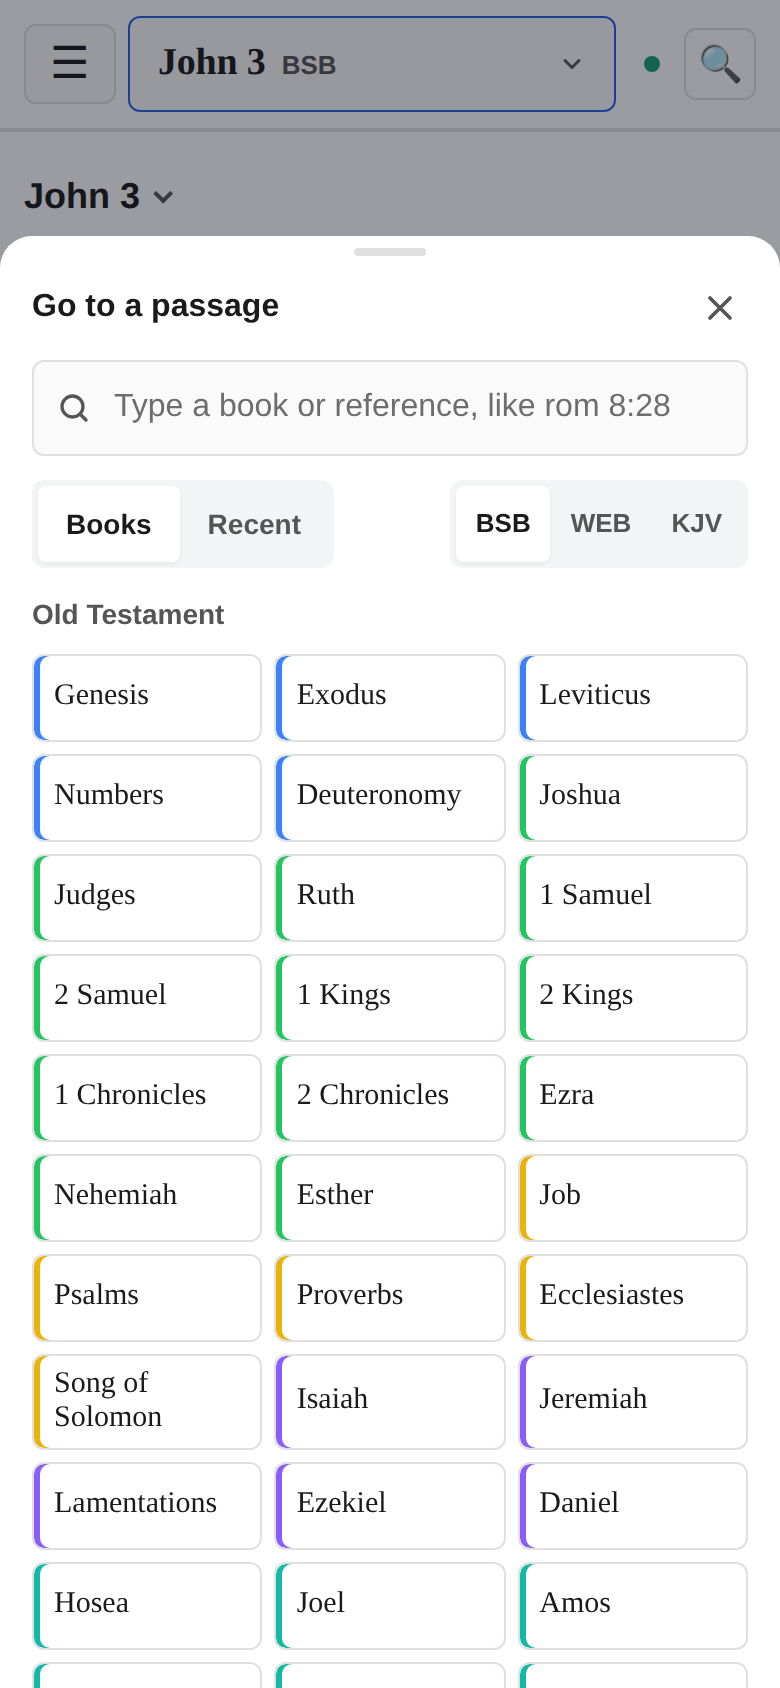 John 3 BSB
John 3
Go to a passage
Type a book or reference, like rom 8:28
Books Recent BSB WEB KJV
Old Testament
Genesis Exodus Leviticus
Numbers Deuteronomy Joshua
Judges Ruth 1 Samuel
2 Samuel 1 Kings 2 Kings
1 Chronicles 2 Chronicles Ezra
Nehemiah Esther Job
Psalms Proverbs Ecclesiastes
Song of
Solomon Isaiah Jeremiah
Lamentations Ezekiel Daniel
Hosea Joel Amos